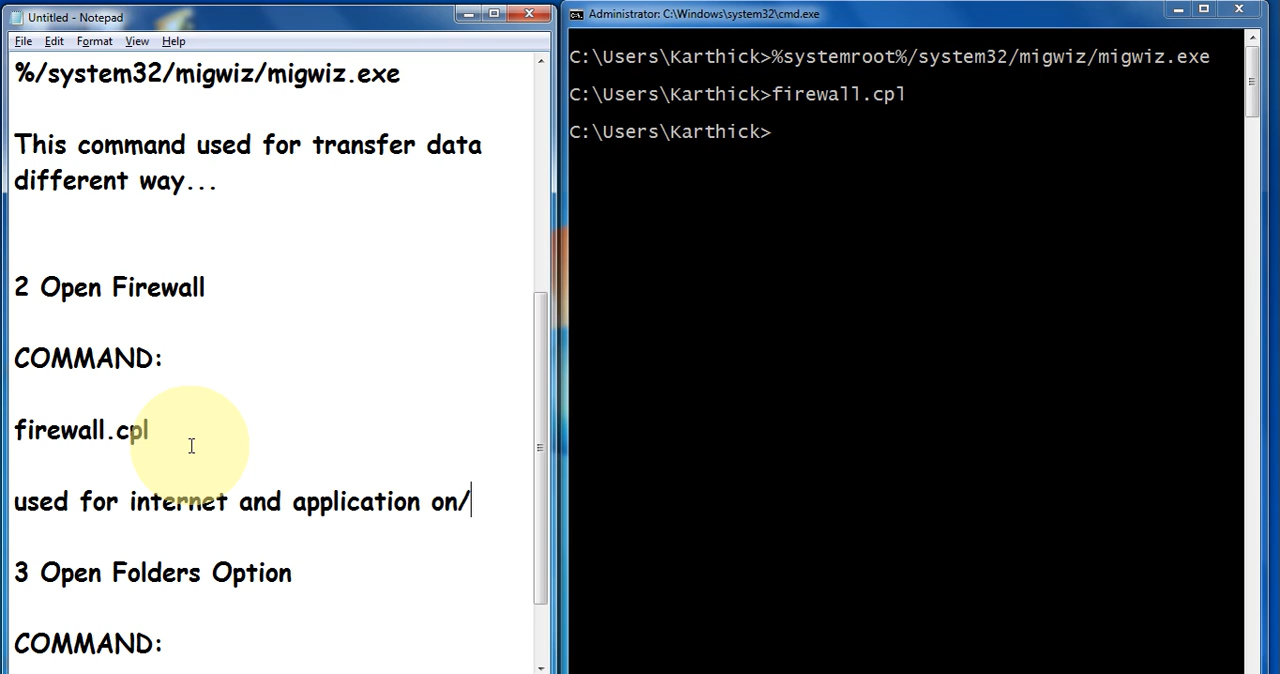 Untitled - Notepad
File Edit Format View Help
%/system32/migwiz/migwiz.exe
This command used for transfer data
different way...
2 Open Firewall
COMMAND:
firewall.cpl
used for internet and application on/
3 Open Folders Option
COMMAND:
Administrator: C:\Windows\system32\cmd.exe
C:\Users\Karthick>%systemroot%/system32/migwiz/migwiz.exe
C:\Users\Karthick>firewall.cpl
C:\Users\Karthick>